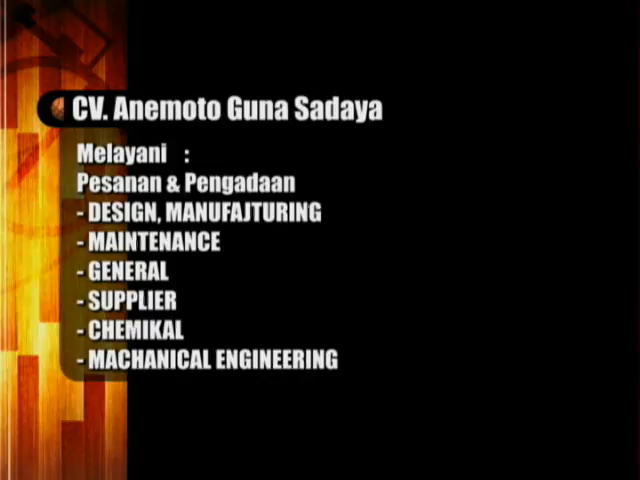 CV. Anemoto Guna Sadaya
Melayani :
Pesanan & Pengadaan
- DESIGN, MANUFAJTURING
- MAINTENANCE
- GENERAL
- SUPPLIER
- CHEMIKAL
- MACHANICAL ENGINEERING